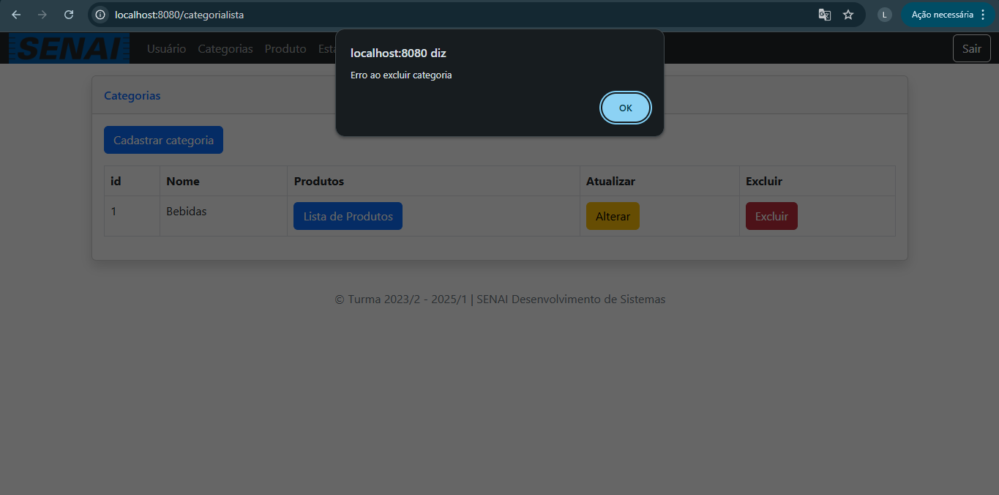 localhost:8080/categorialista
L
Ação necessária
SENAI
Usuário Categorias Produto Esta
Sair
localhost:8080 diz
Erro ao excluir categoria
OK
Categorias
Cadastrar categoria
id Nome Produtos Atualizar Excluir
1 Bebidas Lista de Produtos Alterar Excluir
© Turma 2023/2 - 2025/1 | SENAI Desenvolvimento de Sistemas